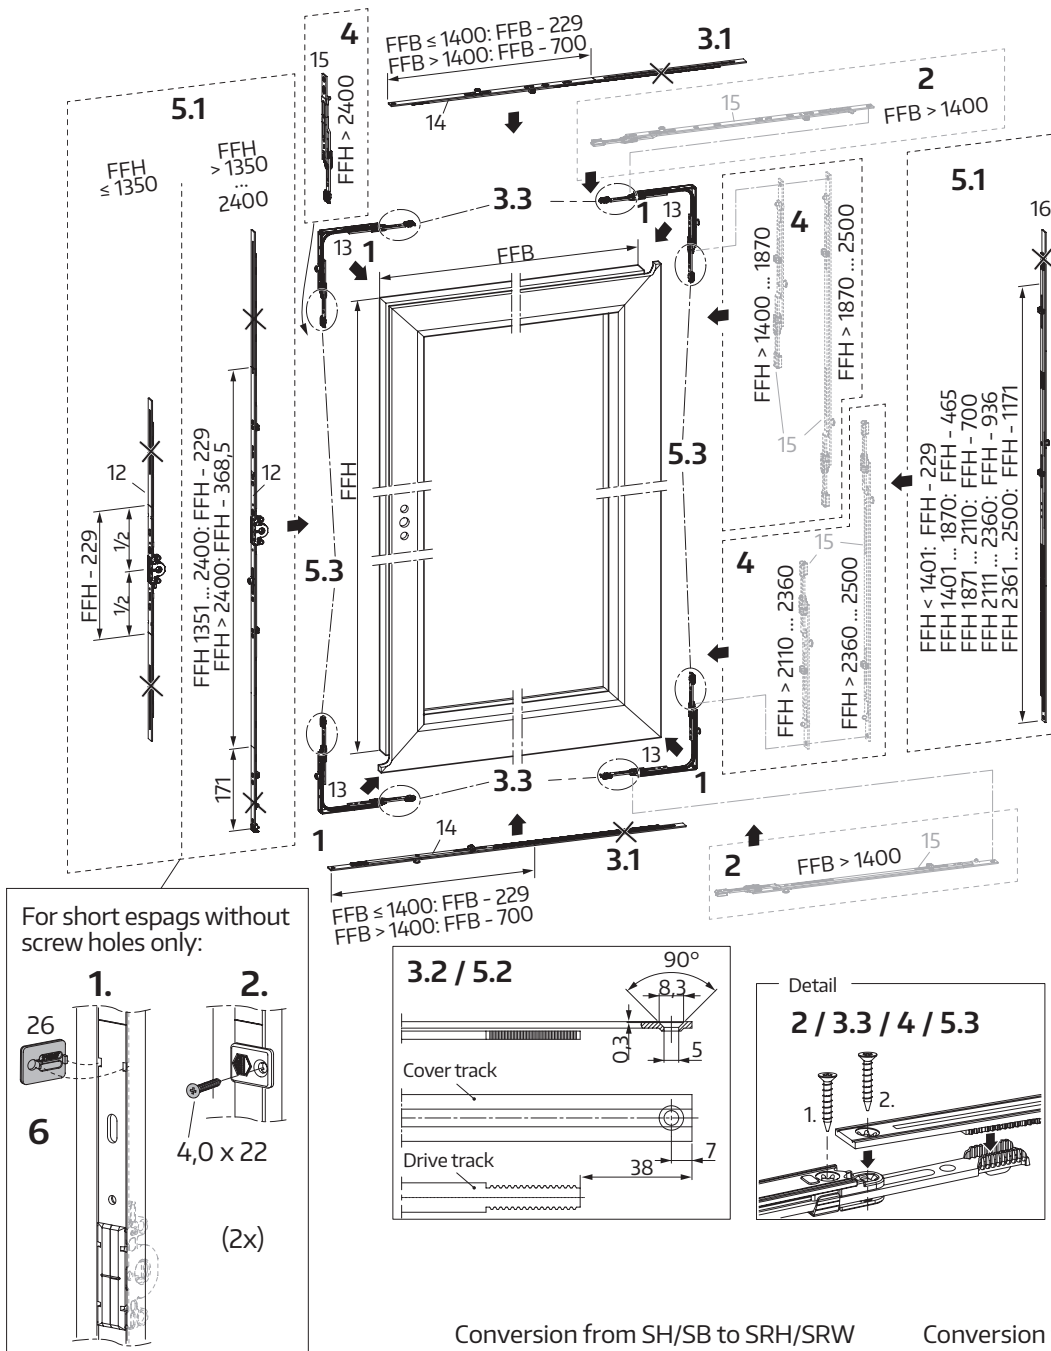 4
15
FFH > 2400
FFB ≤ 1400: FFB - 229
FFB > 1400: FFB - 700
3.1
14
2
15
FFB > 1400
5.1
FFH
≤ 1350
FFH
> 1350
...
2400
12
FFH - 229
1/2
1/2
FFH 1351 ... 2400: FFH - 229
FFH > 2400: FFH - 368,5
12
171
3.3
13
1
1
13
FFB
FFH
5.3
5.3
4
FFH > 1400 ... 1870
FFH > 1870 ... 2500
15
4
15
FFH > 2110 ... 2360
FFH > 2360 ... 2500
5.1
16
FFH < 1401: FFH - 229
FFH 1401 ... 1870: FFH - 465
FFH 1871 ... 2110: FFH - 700
FFH 2111 ... 2360: FFH - 936
FFH 2361 ... 2500: FFH - 1171
13
1
3.3
13
1
14
3.1
FFB ≤ 1400: FFB - 229
FFB > 1400: FFB - 700
2
FFB > 1400
15
For short espags without
screw holes only:
1.
2.
26
6
4,0 x 22
(2x)
3.2 / 5.2
90°
8,3
0,3
5
Cover track
7
38
Drive track
Detail
2 / 3.3 / 4 / 5.3
1.
2.
Conversion from SH/SB to SRH/SRW
Conversion